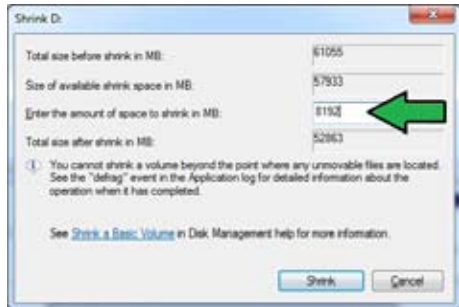 Shrink D:
Total size before shrink in MB: 61055
Size of available shrink space in MB: 57933
Enter the amount of space to shrink in MB: 8192
Total size after shrink in MB: 52863
You cannot shrink a volume beyond the point where any unmovable files are located.
See the "defrag" event in the Application log for detailed information about the
operation when it has completed.
See Shrink a Basic Volume in Disk Management help for more information.
Shrink Cancel